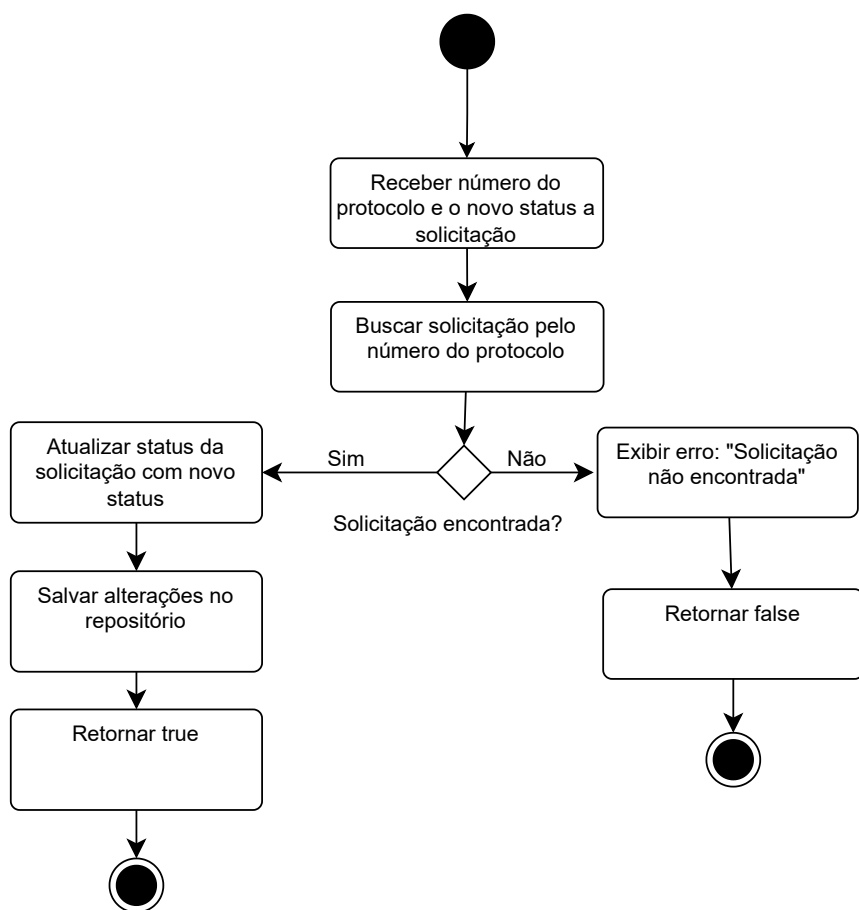 Receber número do
protocolo e o novo status a
solicitação
Buscar solicitação pelo
número do protocolo
Atualizar status da
solicitação com novo
status
Sim
Não
Exibir erro: "Solicitação
não encontrada"
Solicitação encontrada?
Salvar alterações no
repositório
Retornar false
Retornar true